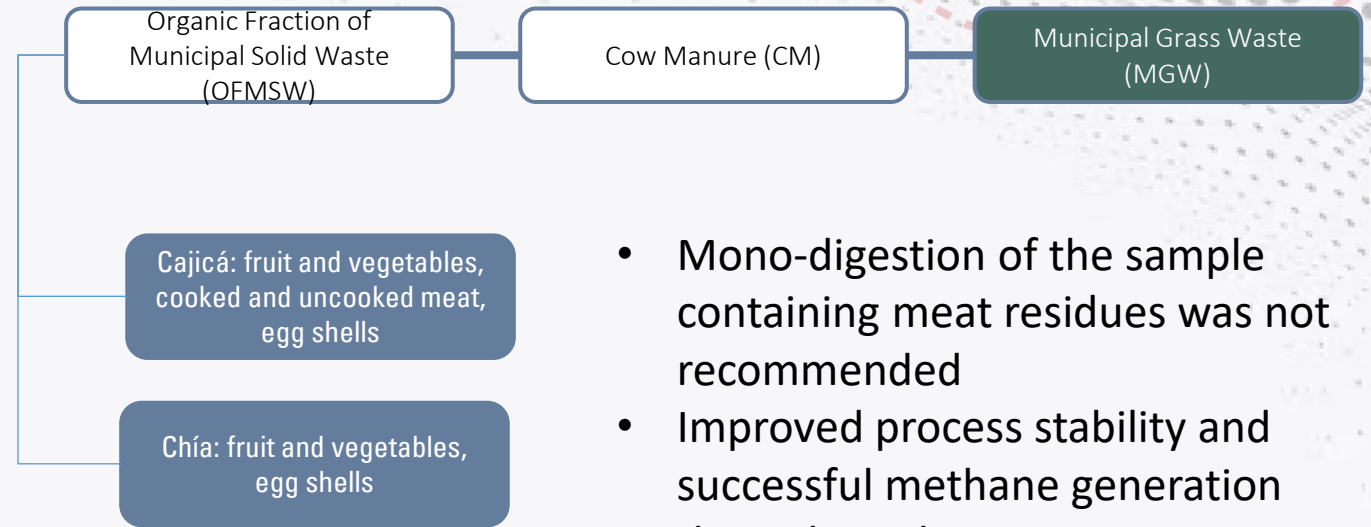 Organic Fraction of
Municipal Solid Waste
(OFMSW)
Cow Manure (CM)
Municipal Grass Waste
(MGW)
Cajicá: fruit and vegetables,
cooked and uncooked meat,
egg shells
Chía: fruit and vegetables,
egg shells
• Mono-digestion of the sample
containing meat residues was not
recommended
• Improved process stability and
successful methane generation